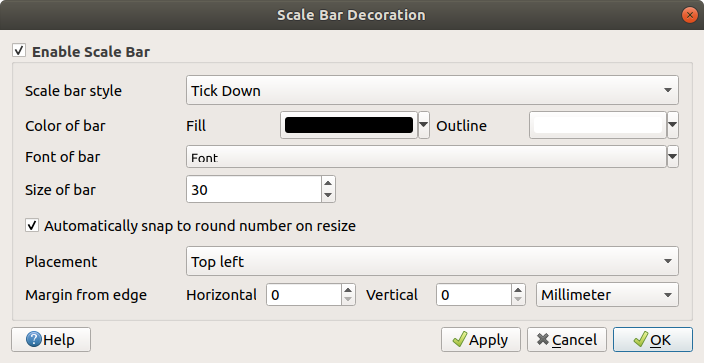 Scale Bar Decoration
Enable Scale Bar
Scale bar style Tick Down
Color of bar Fill Outline
Font of bar Font
Size of bar 30
Automatically snap to round number on resize
Placement Top left
Margin from edge Horizontal 0 Vertical 0 Millimeter
Help Apply Cancel OK